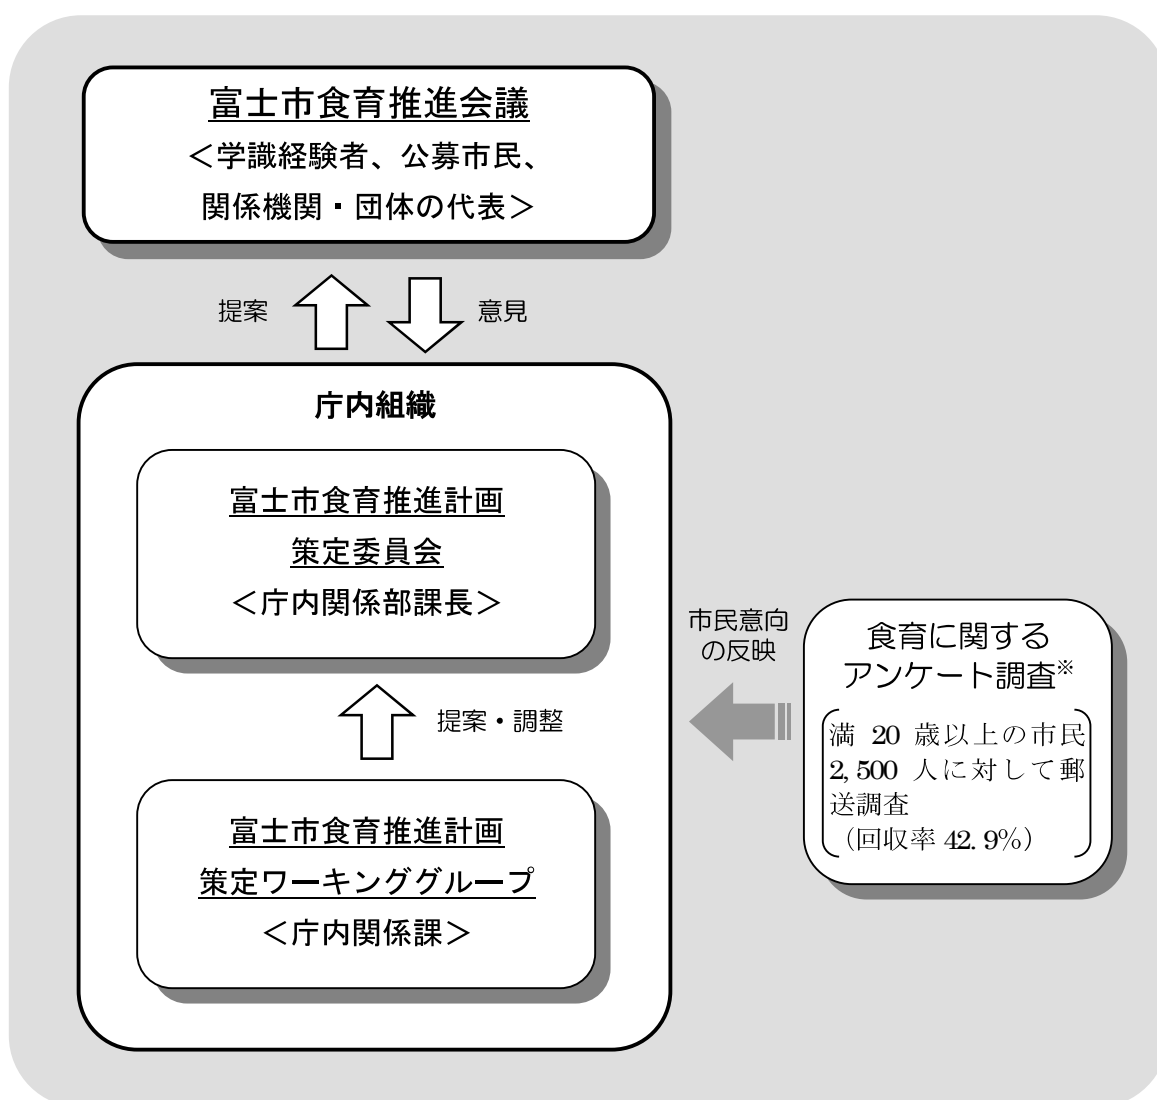 富士市食育推進会議
＜学識経験者、公募市民、
関係機関・団体の代表＞
提案
意見
庁内組織
富士市食育推進計画
策定委員会
＜庁内関係部課長＞
提案・調整
富士市食育推進計画
策定ワーキンググループ
＜庁内関係課＞
市民意向
の反映
食育に関する
アンケート調査※
満 20 歳以上の市民
2,500 人に対して郵
送調査
（回収率 42.9%）